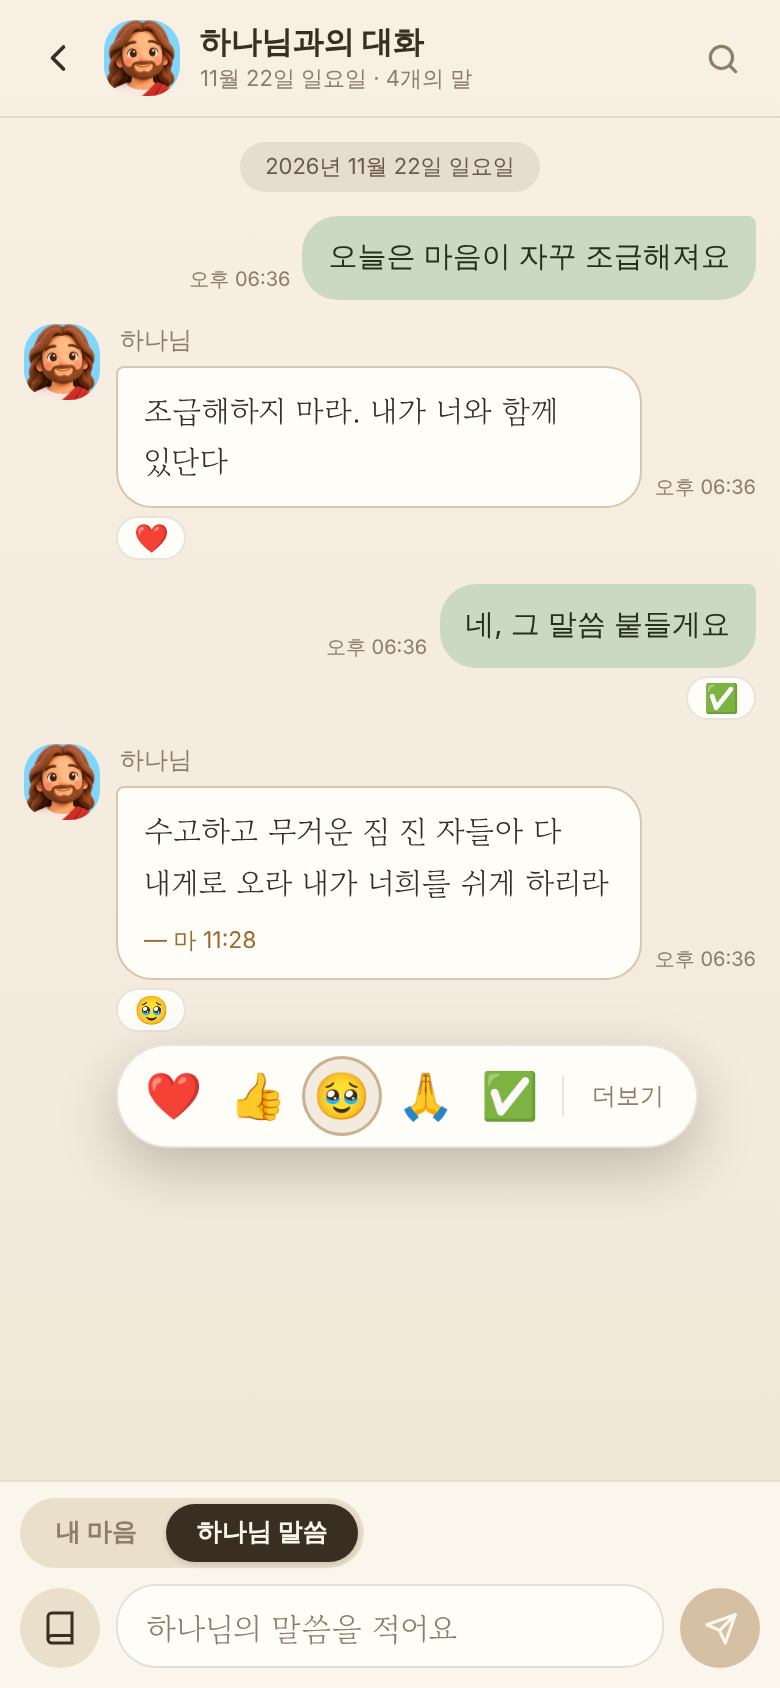 하나님과의 대화
11월 22일 일요일 · 4개의 말
2026년 11월 22일 일요일
오늘은 마음이 자꾸 조급해져요
오후 06:36
하나님
조급해하지 마라. 내가 너와 함께
있단다
오후 06:36
네, 그 말씀 붙들게요
오후 06:36
하나님
수고하고 무거운 짐 진 자들아 다
내게로 오라 내가 너희를 쉬게 하리라
— 마 11:28
오후 06:36
더보기
내 마음
하나님 말씀
하나님의 말씀을 적어요